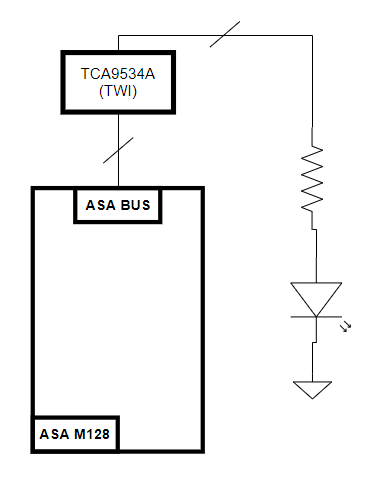 TCA9534A
(TWI)
ASA BUS
ASA M128